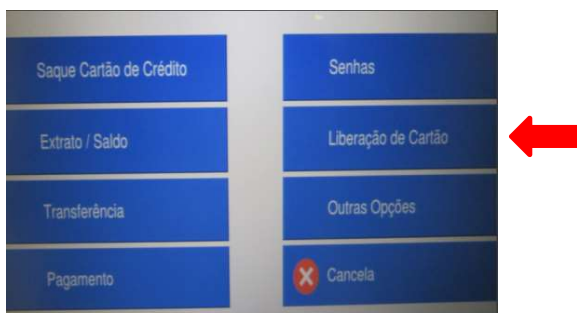 Saque Cartão de Crédito
Senhas
Extrato / Saldo
Liberação de Cartão
Transferência
Outras Opções
Pagamento
Cancela